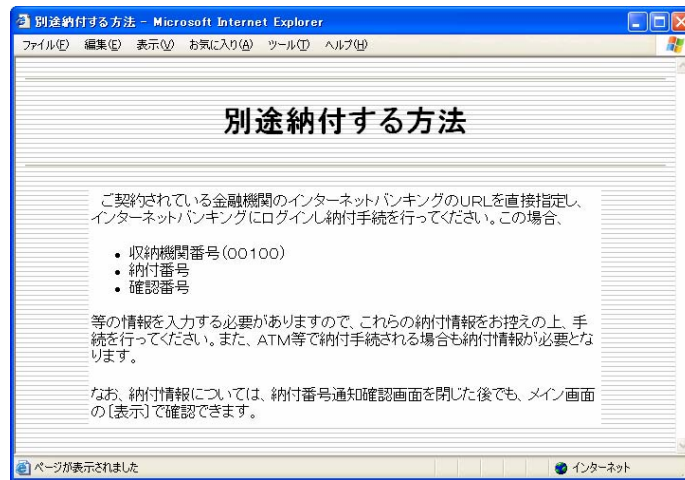 別途納付する方法 - Microsoft Internet Explorer
ファイル(F) 編集(E) 表示(V) お気に入り(A) ツール(T) ヘルプ(H)
別途納付する方法
ご契約されている金融機関のインターネットバンキングのURLを直接指定し、
インターネットバンキングにログインし納付手続を行ってください。この場合、
• 収納機関番号(00100)
• 納付番号
• 確認番号
等の情報を入力する必要がありますので、これらの納付情報をお控えの上、手
続を行ってください。また、ATM等で納付手続される場合も納付情報が必要とな
ります。
なお、納付情報については、納付番号通知確認画面を閉じた後でも、メイン画面
の[表示]で確認できます。
ページが表示されました
インターネット